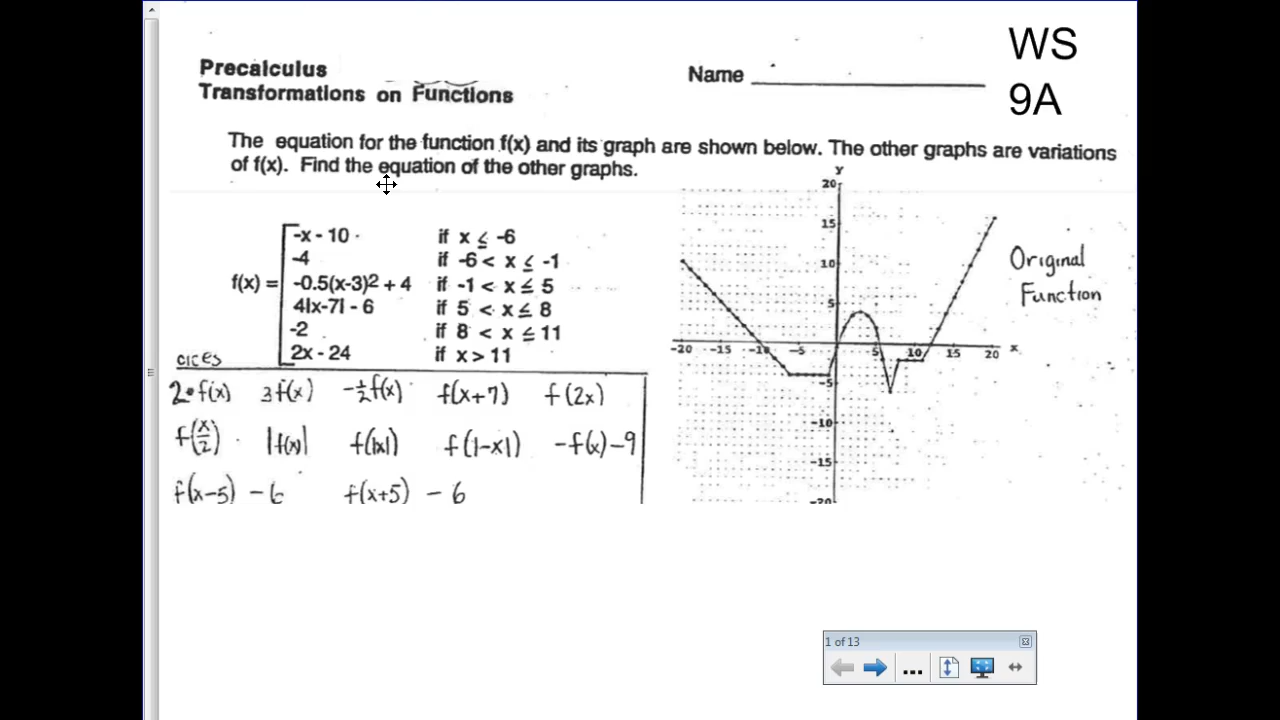 WS
9A
Precalculus
Name
Transformations on Functions
The equation for the function f(x) and its graph are shown below. The other graphs are variations
of f(x). Find the equation of the other graphs.
f(x) =
-x - 10 if x ≤ -6
-4 if -6 < x ≤ -1
-0.5(x-3)2 + 4 if -1 < x ≤ 5
4|x-7| - 6 if 5 < x ≤ 8
-2 if 8 < x ≤ 11
2x - 24 if x > 11
y
20
15
10
5
-20 -15 -10 -5 5 10 15 20 x
-5
-10
-15
-20
Original
Function
2•f(x) 3f(x) -½f(x) f(x+7) f(2x)
f(x/2) |f(x)| f(|x|) f(|-x|) -f(x)-9
f(x-5) - 6 f(x+5) - 6
1 of 13